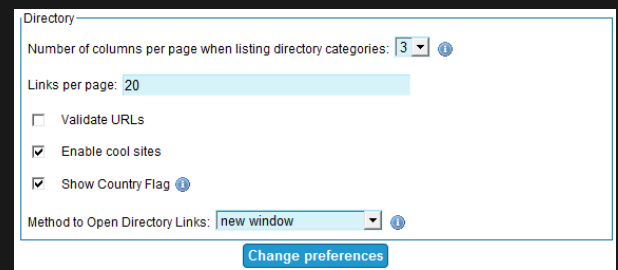 Directory
Number of columns per page when listing directory categories: 3
Links per page: 20
Validate URLs
Enable cool sites
Show Country Flag
Method to Open Directory Links: new window
Change preferences